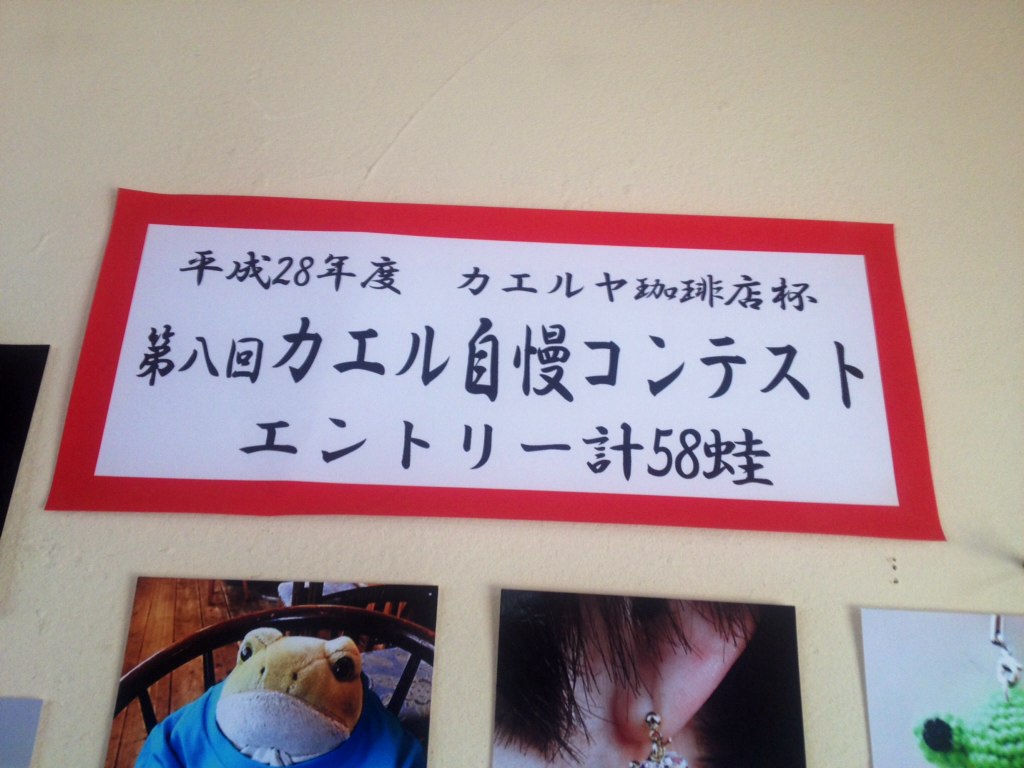 平成28年度　カエルヤ珈琲店杯
第八回カエル自慢コンテスト
エントリー計58蛙